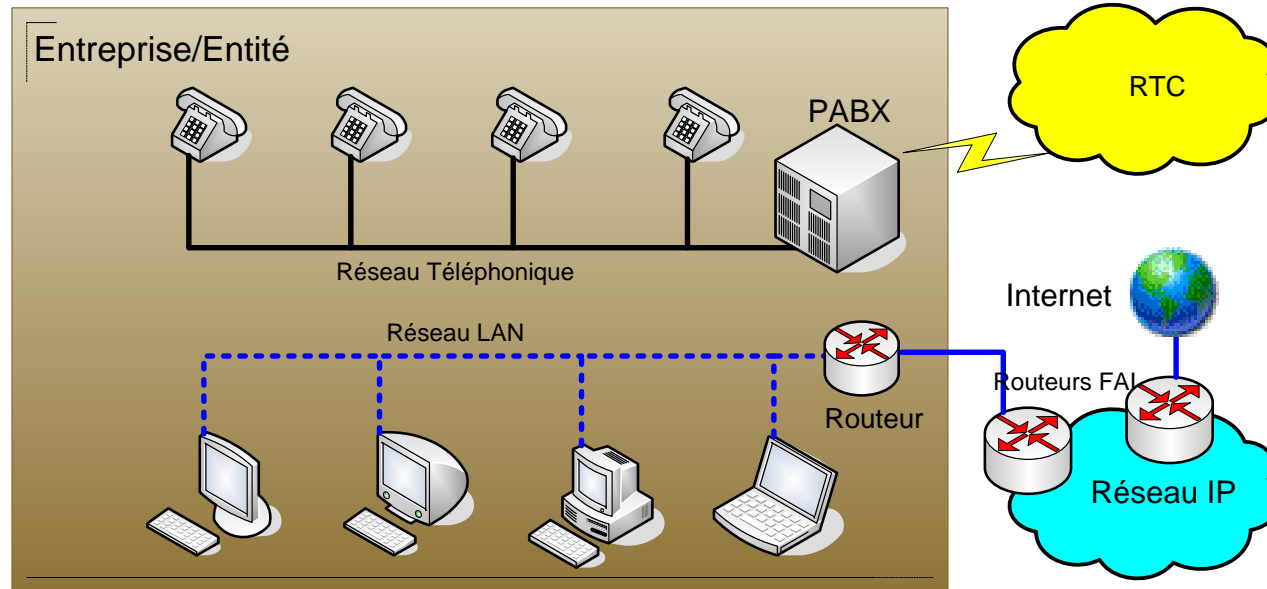 Entreprise/Entité
RTC
PABX
Réseau Téléphonique
Internet
Réseau LAN
Routeurs FAI
Routeur
Réseau IP